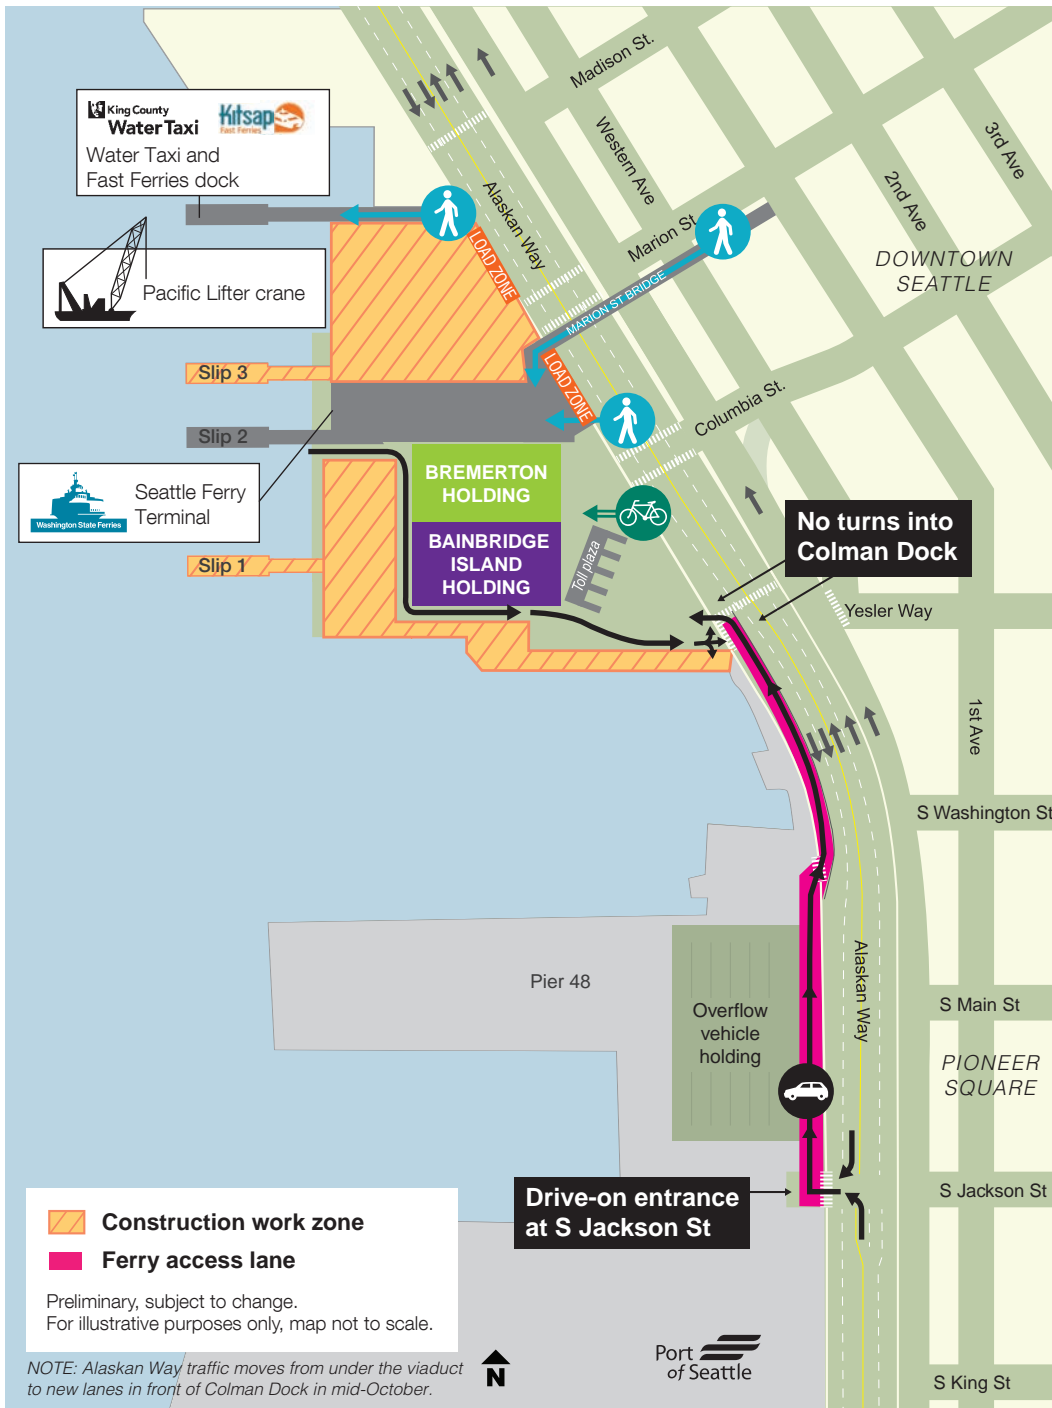 Madison St.
3rd Ave
Western Ave
2nd Ave
King County
Water Taxi
Kitsap
Fast Ferries
Water Taxi and
Fast Ferries dock
Alaskan Way
LOAD ZONE
Marion St.
MARION ST BRIDGE
DOWNTOWN
SEATTLE
Pacific Lifter crane
LOAD ZONE
Slip 3
Columbia St.
Slip 2
BREMERTON
HOLDING
Washington State Ferries
Seattle Ferry
Terminal
No turns into
Colman Dock
BAINBRIDGE
ISLAND
HOLDING
Toll plaza
Slip 1
Yesler Way
1st Ave
S Washington St
Alaskan Way
Pier 48
S Main St
Overflow
vehicle
holding
PIONEER
SQUARE
Drive-on entrance
at S Jackson St
S Jackson St
Construction work zone
Ferry access lane
Preliminary, subject to change.
For illustrative purposes only, map not to scale.
NOTE: Alaskan Way traffic moves from under the viaduct
to new lanes in front of Colman Dock in mid-October.
N
Port
of Seattle
S King St